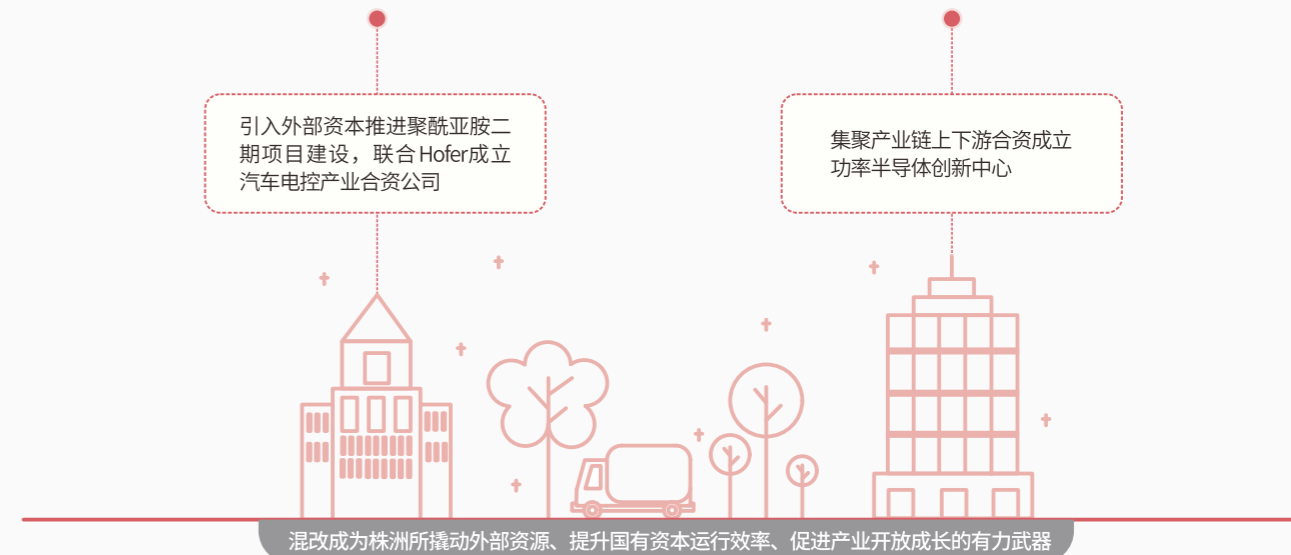 引入外部资本推进聚酰亚胺二
期项目建设，联合Hofer成立
汽车电控产业合资公司
集聚产业链上下游合资成立
功率半导体创新中心
混改成为株洲所撬动外部资源、提升国有资本运行效率、促进产业开放成长的有力武器